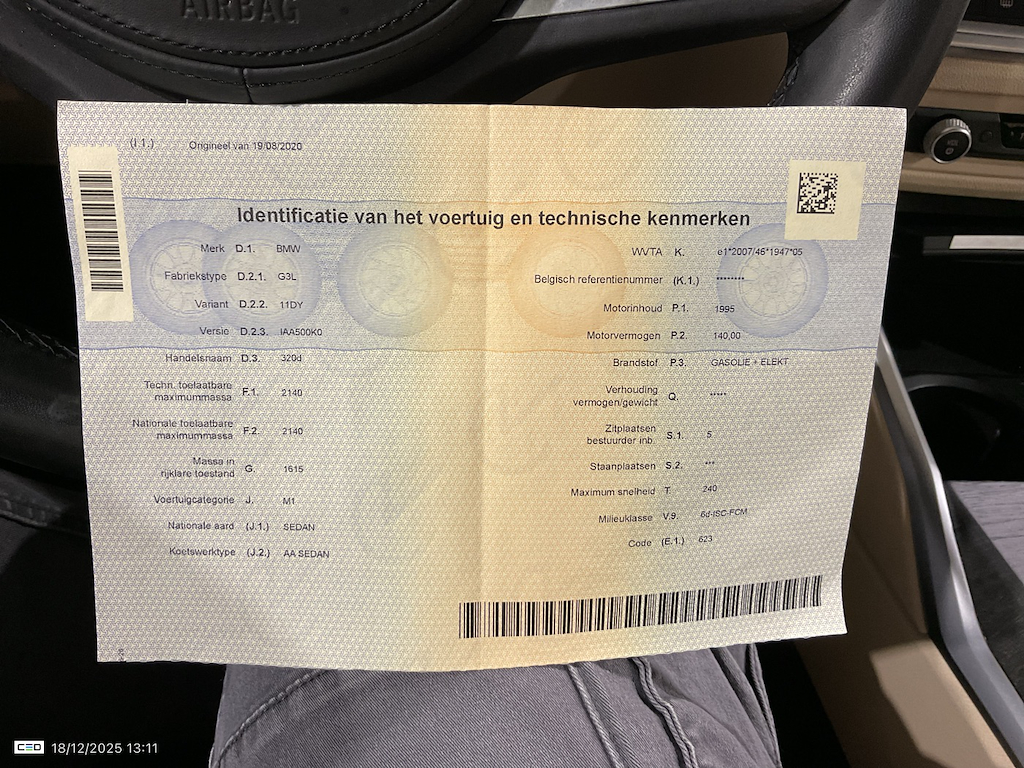 AIRBAG
(I.1.) Origineel van 19/08/2020
Identificatie van het voertuig en technische kenmerken
Merk D.1. BMW
Fabriekstype D.2.1. G3L
Variant D.2.2. 11DY
Versie D.2.3. IAA500K0
Handelsnaam D.3. 320d
Techn. toelaatbare
maximummassa F.1. 2140
Nationale toelaatbare
maximummassa F.2. 2140
Massa in
rijklare toestand G. 1615
Voertuigcategorie J. M1
Nationale aard (J.1.) SEDAN
Koetswerktype (J.2.) AA SEDAN
WVTA K. e1*2007/46*1947*05
Belgisch referentienummer (K.1.) ********
Motorinhoud P.1. 1995
Motorvermogen P.2. 140,00
Brandstof P.3. GASOLIE + ELEKT
Verhouding
vermogen/gewicht Q. *****
Zitplaatsen
bestuurder inb. S.1. 5
Staanplaatsen S.2. ***
Maximum snelheid T. 240
Milieuklasse V.9. 6d-ISC-FCM
Code (E.1.) 623
CEO 18/12/2025 13:11